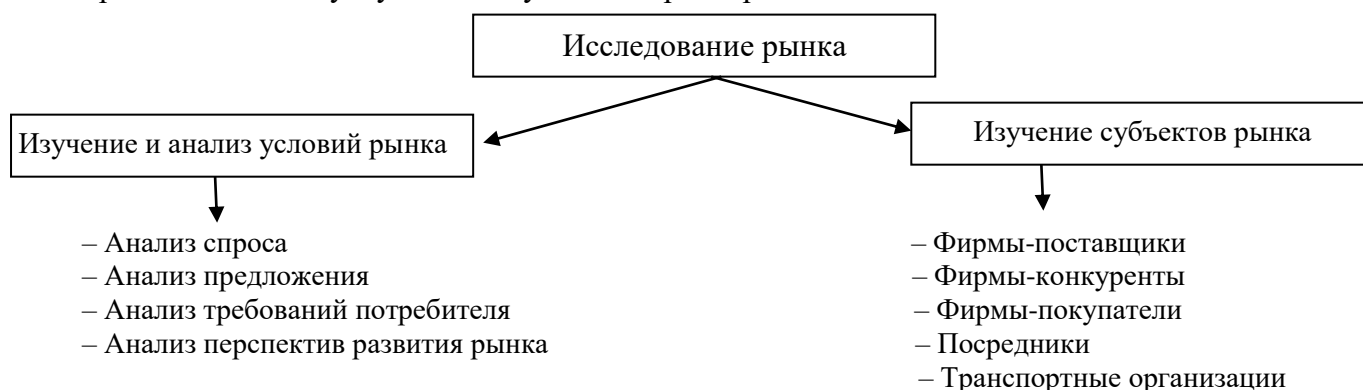 Исследование рынка
Изучение и анализ условий рынка
Изучение субъектов рынка
– Анализ спроса
– Анализ предложения
– Анализ требований потребителя
– Анализ перспектив развития рынка
– Фирмы-поставщики
– Фирмы-конкуренты
– Фирмы-покупатели
– Посредники
– Транспортные организации